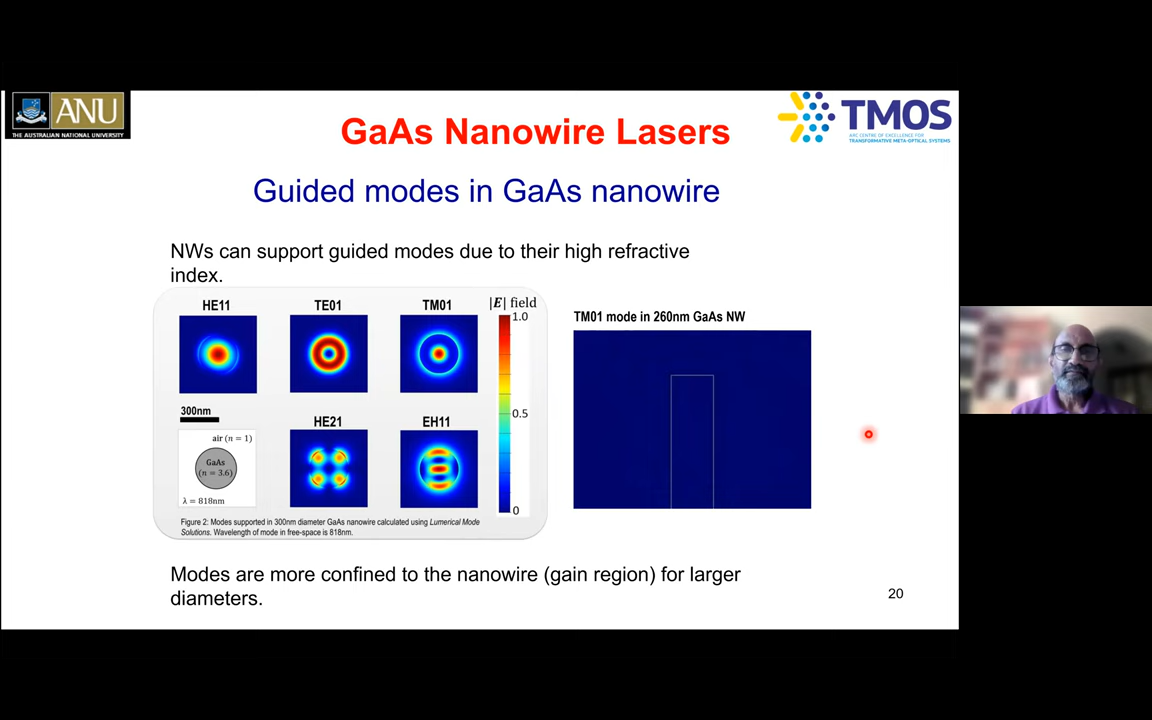 ANU
THE AUSTRALIAN NATIONAL UNIVERSITY
TMOS
ARC CENTRE OF EXCELLENCE FOR
TRANSFORMATIVE META-OPTICAL SYSTEMS
GaAs Nanowire Lasers
Guided modes in GaAs nanowire
NWs can support guided modes due to their high refractive
index.
HE11
TE01
TM01
|E| field
1.0
300nm
HE21
EH11
0.5
air (n = 1)
GaAs
(n = 3.6)
λ = 818nm
0
Figure 2: Modes supported in 300nm diameter GaAs nanowire calculated using Lumerical Mode
Solutions. Wavelength of mode in free-space is 818nm.
TM01 mode in 260nm GaAs NW
Modes are more confined to the nanowire (gain region) for larger
diameters.
20